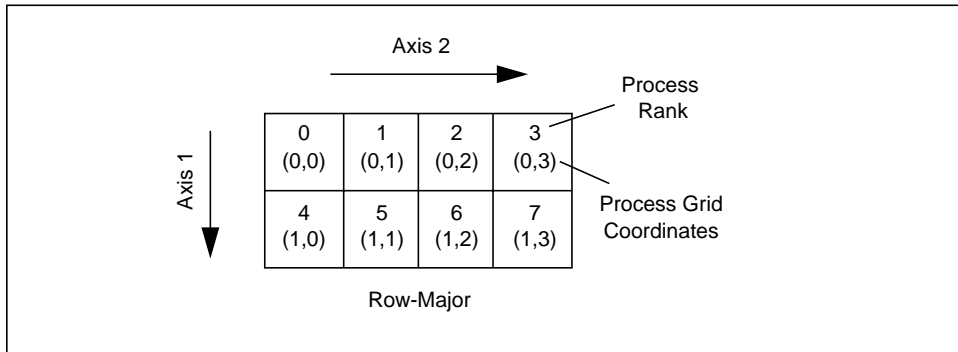 Axis 2
Process
Rank
Axis 1
0 1 2 3
(0,0) (0,1) (0,2) (0,3)
4 5 6 7
(1,0) (1,1) (1,2) (1,3)
Process Grid
Coordinates
Row-Major